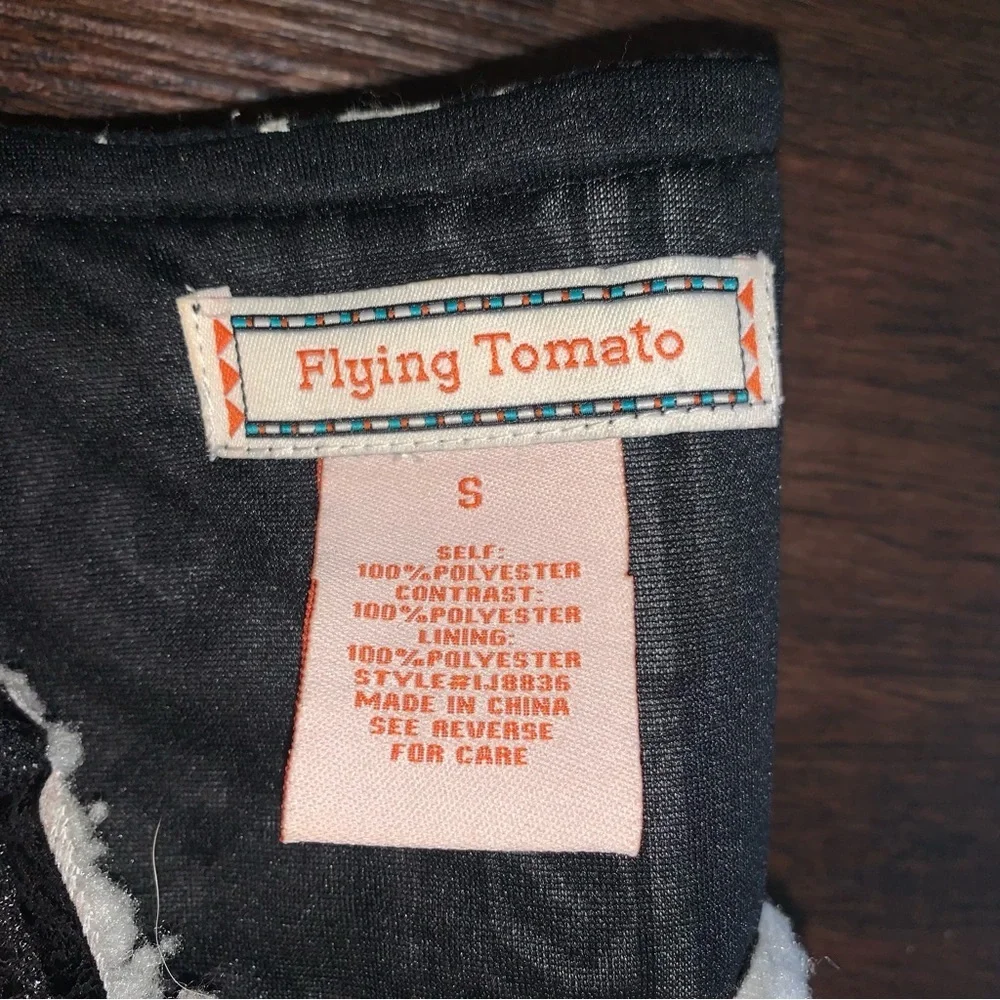 Flying Tomato
S
SELF:
100%POLYESTER
CONTRAST:
100%POLYESTER
LINING:
100%POLYESTER
STYLE#IJ8836
MADE IN CHINA
SEE REVERSE
FOR CARE